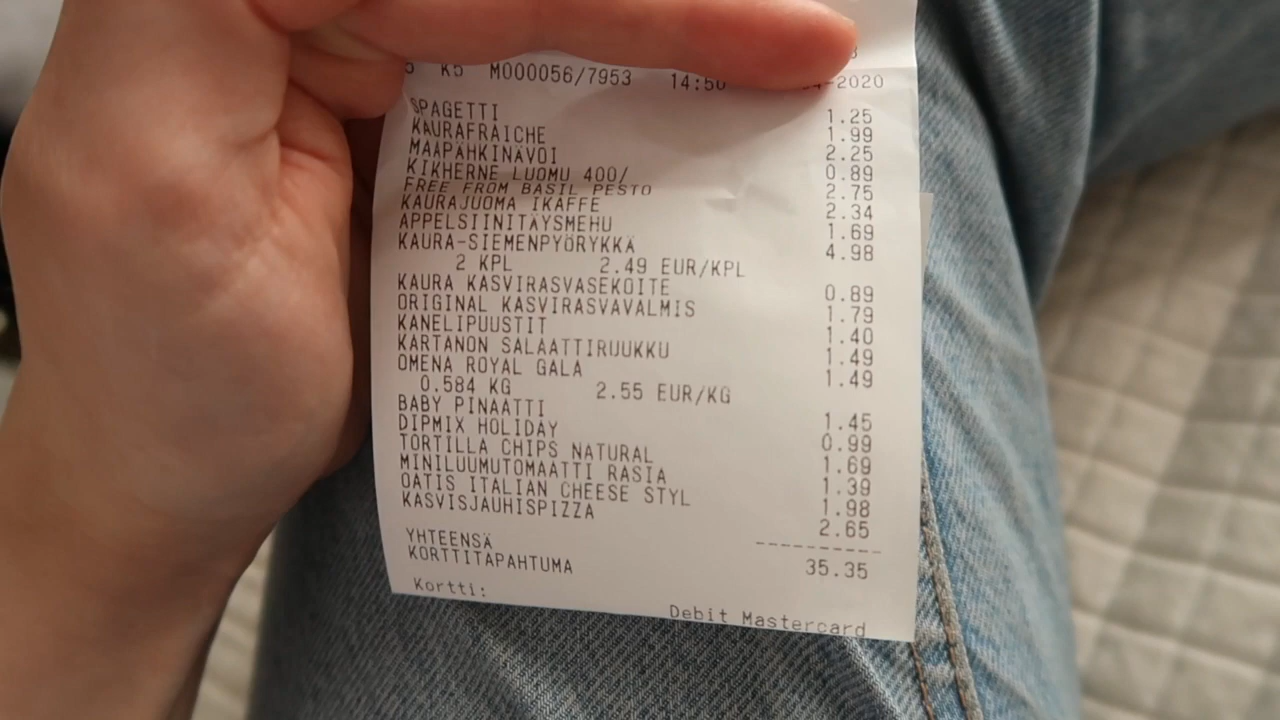 K5 M000056/7953 14:50 -2020
SPAGETTI 1.25
KAURAFRAICHE 1.99
MAAPÄHKINÄVOI 2.25
KIKHERNE LUOMU 400/ 0.89
FREE FROM BASIL PESTO 2.75
KAURAJUOMA IKAFFE 2.34
APPELSIINITÄYSMEHU 1.69
KAURA-SIEMENPYÖRYKKÄ 4.98
2 KPL 2.49 EUR/KPL
KAURA KASVIRASVASEKOITE 0.89
ORIGINAL KASVIRASVAVALMIS 1.79
KANELIPUUSTIT 1.40
KARTANON SALAATTIRUUKKU 1.49
OMENA ROYAL GALA 1.49
0.584 KG 2.55 EUR/KG
BABY PINAATTI 1.45
DIPMIX HOLIDAY 0.99
TORTILLA CHIPS NATURAL 1.69
MINILUUMUTOMAATTI RASIA 1.39
OATIS ITALIAN CHEESE STYL 1.98
KASVISJAUHISPIZZA 2.65
------------
YHTEENSÄ 35.35
KORTTITAPAHTUMA
Kortti: Debit Mastercard